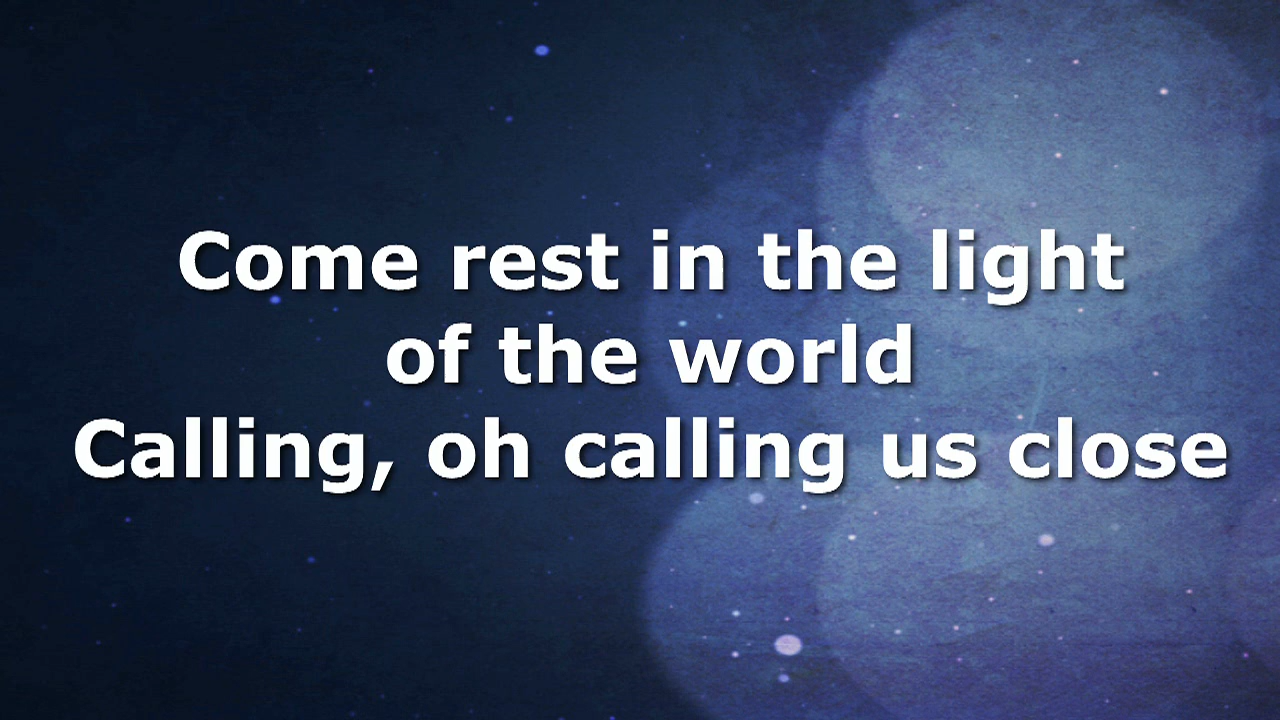 Come rest in the light
of the world
Calling, oh calling us close